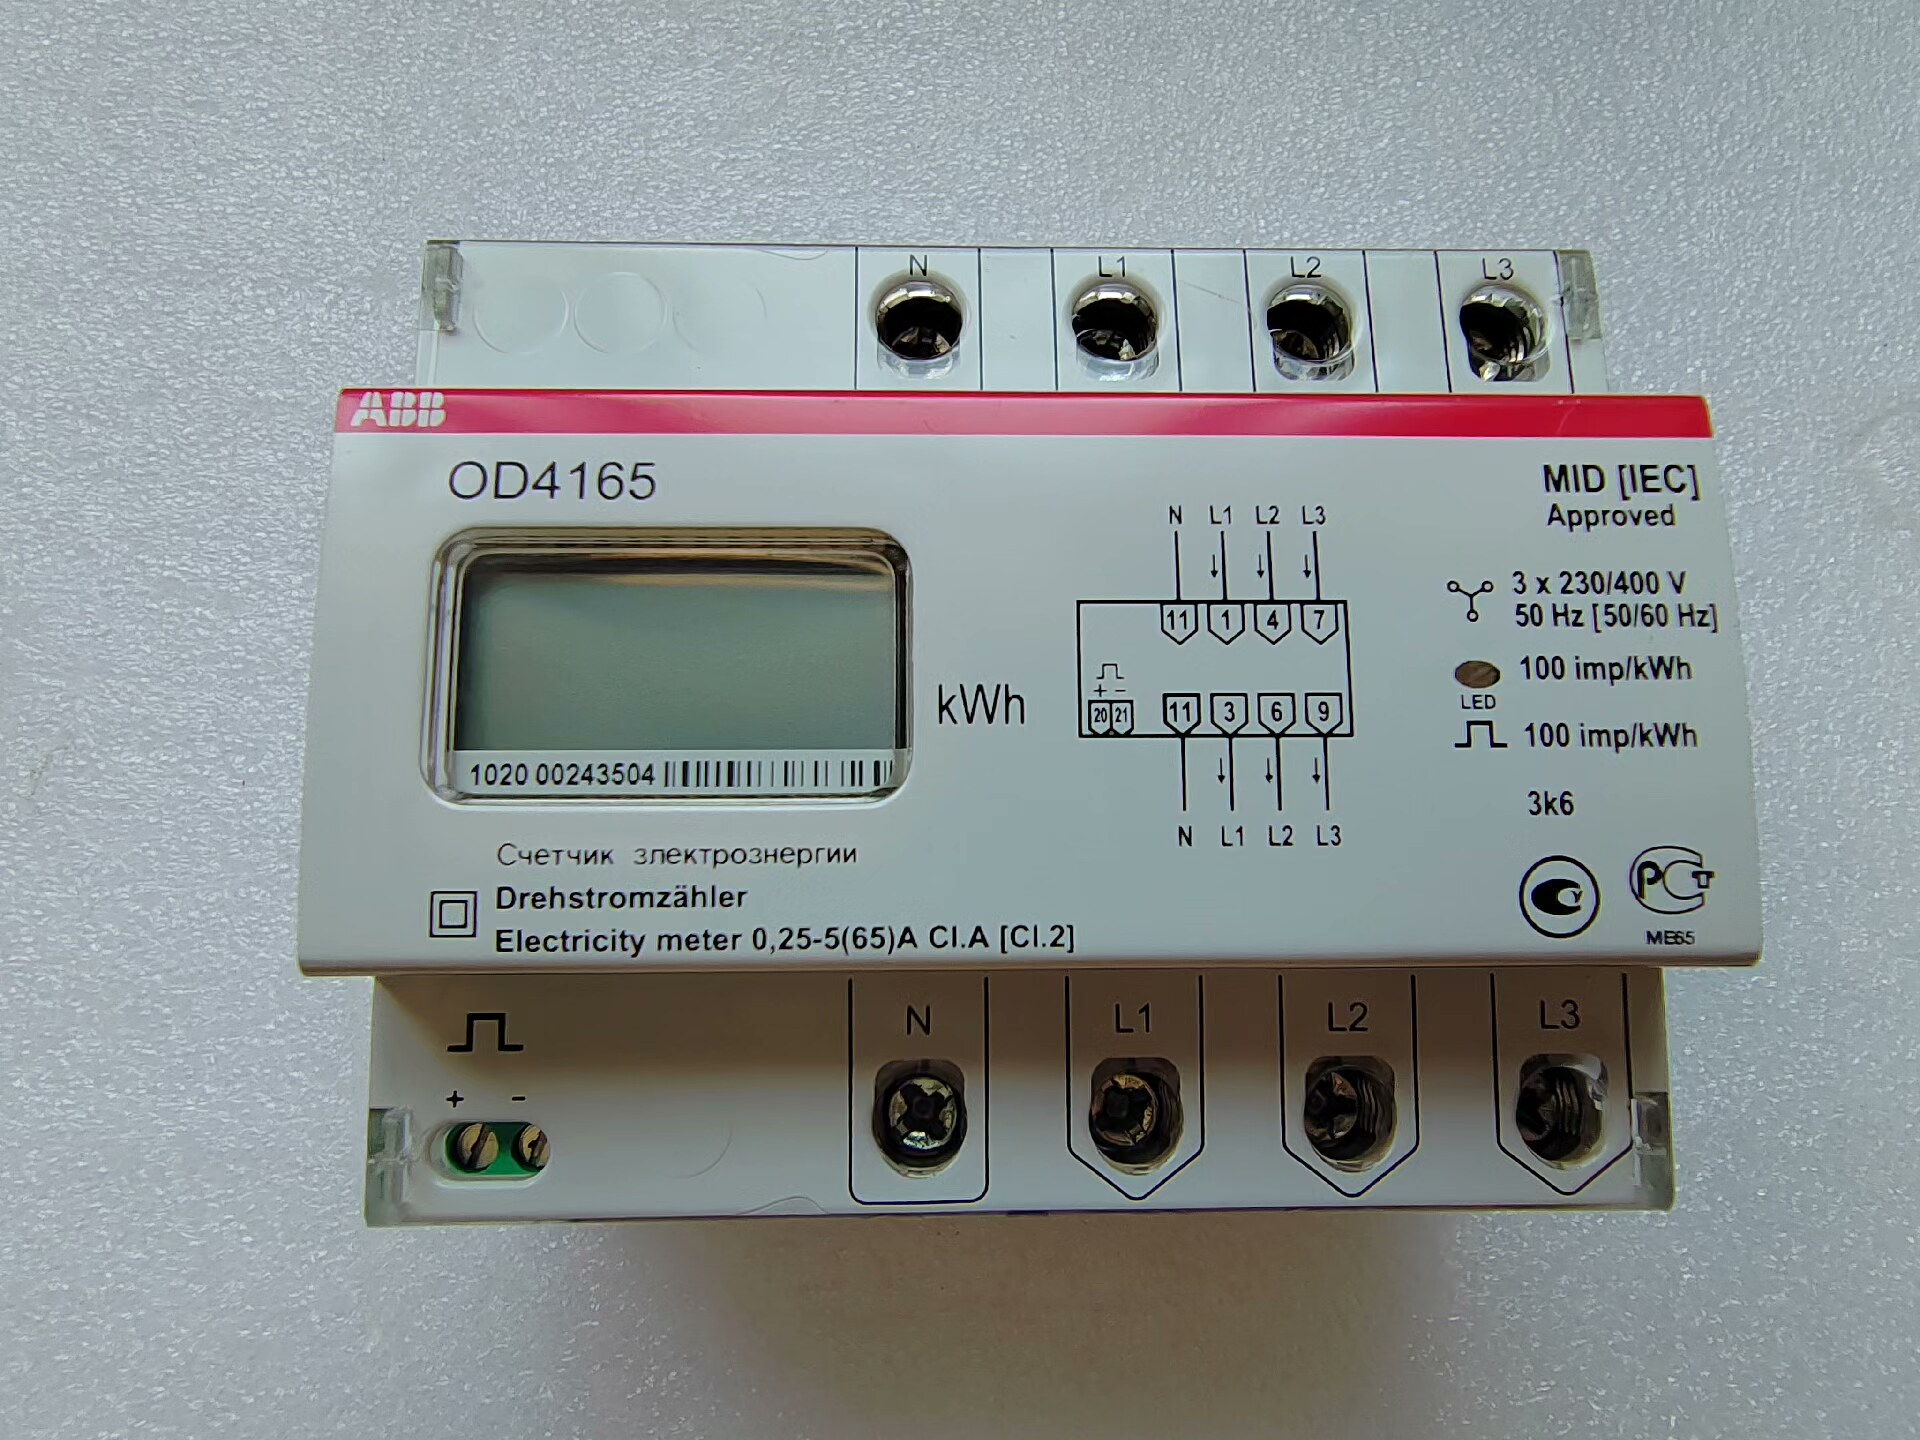 N L1 L2 L3
ABB
OD4165
MID [IEC]
Approved
N L1 L2 L3
3 x 230/400 V
50 Hz [50/60 Hz]
11 1 4 7
100 imp/kWh
LED
kWh
+ -
20 21 11 3 6 9
100 imp/kWh
1020 00243504
3k6
N L1 L2 L3
Счетчик злектрознергии
Drehstromzähler
Electricity meter 0,25-5(65)A Cl.A [Cl.2]
РСТ
ME65
N L1 L2 L3
+ -